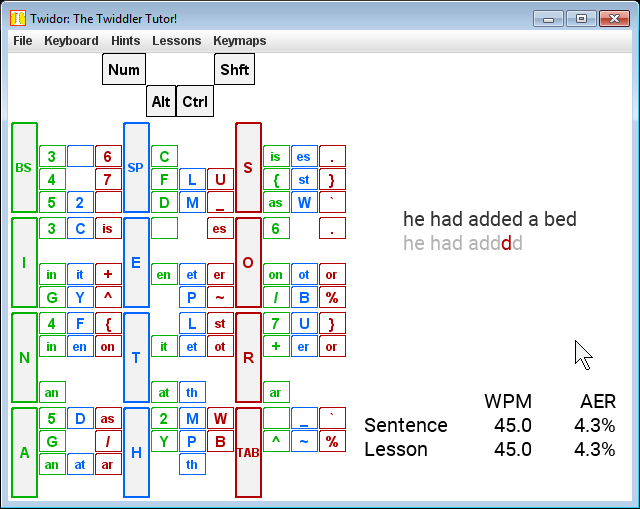 Twidor: The Twiddler Tutor!
File Keyboard Hints Lessons Keymaps
Num Shft
Alt Ctrl
3 6 C is es .
BS SP S
4 7 F L U { st }
5 2 D M _ as W `
3 C is es 6 .
I E O
in it + en et er on ot or
G Y ^ P ~ / B %
4 F { L st 7 U }
in en on it et ot + er or
N T R
an at th ar
5 D as 2 M W _ `
G / Y P B ^ ~ %
A H TAB
an at ar th
he had added a bed
he had adddd
WPM AER
Sentence 45.0 4.3%
Lesson 45.0 4.3%